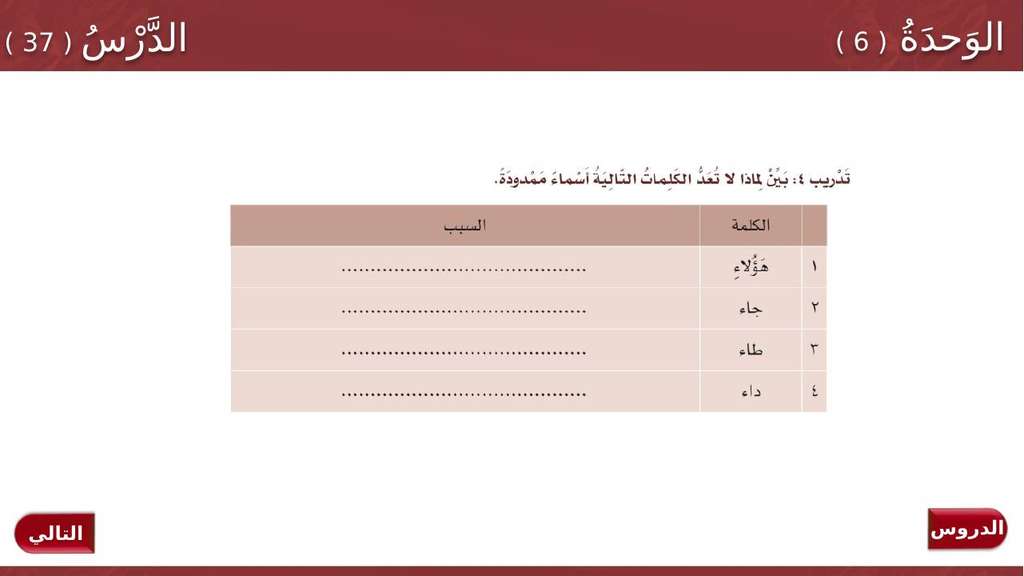 الوَحدَةُ ( 6 ) الدَّرْسُ ( 37 )
تَدْريب ٤: بَيِّنْ لِماذا لا تُعَدُّ الكَلِماتُ التّالِيَةُ أَسْماءَ مَمْدودَةً.
الكلمة السبب
١ هَؤُلاءِ ..........................................
٢ جاء ..........................................
٣ طاء ..........................................
٤ داء ..........................................
الدروس التالي